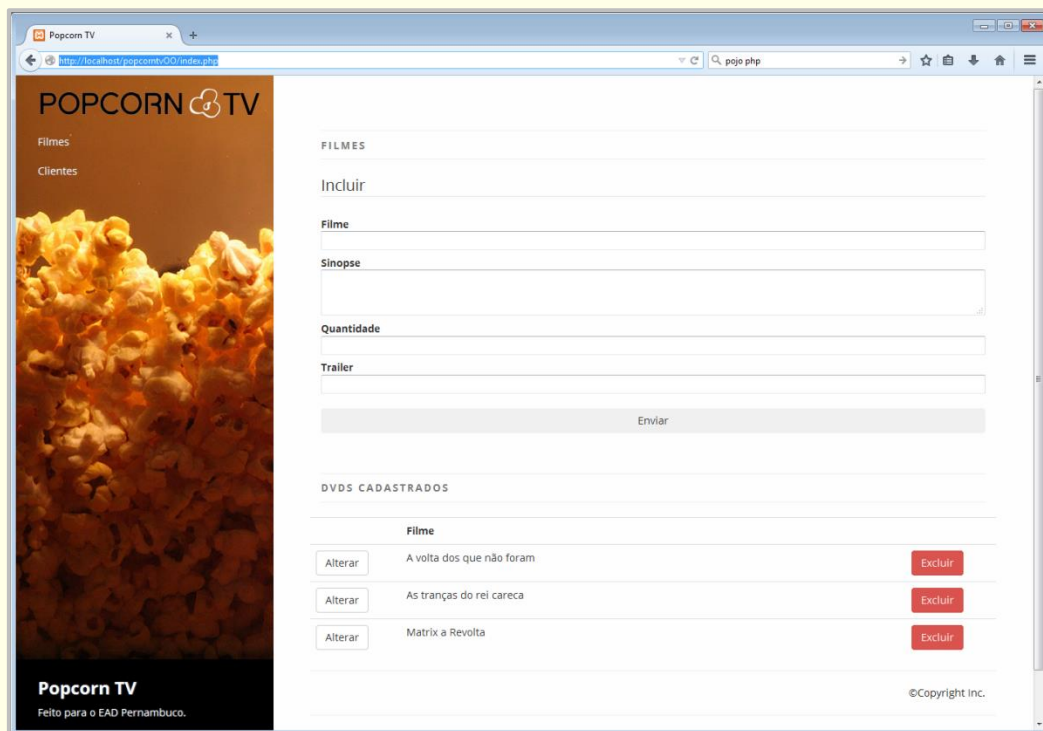 Popcorn TV
http://localhost/popcorntvOO/index.php
pojo php
POPCORN TV
Filmes
Clientes
FILMES
Incluir
Filme
Sinopse
Quantidade
Trailer
Enviar
DVDS CADASTRADOS
Filme
Alterar A volta dos que não foram Excluir
Alterar As tranças do rei careca Excluir
Alterar Matrix a Revolta Excluir
Popcorn TV
Feito para o EAD Pernambuco.
©Copyright Inc.